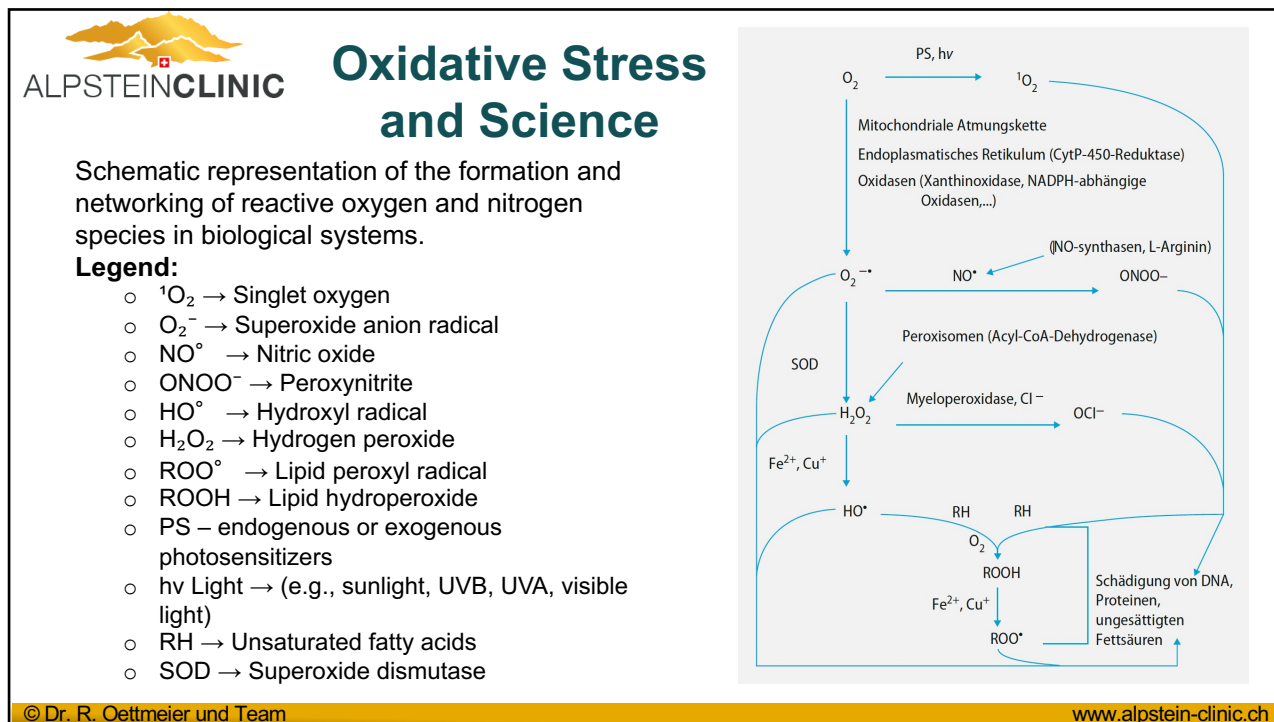 ALPSTEINCLINIC
Oxidative Stress
and Science
Schematic representation of the formation and
networking of reactive oxygen and nitrogen
species in biological systems.
Legend:
○ ¹O₂ → Singlet oxygen
○ O₂⁻ → Superoxide anion radical
○ NO° → Nitric oxide
○ ONOO⁻ → Peroxynitrite
○ HO° → Hydroxyl radical
○ H₂O₂ → Hydrogen peroxide
○ ROO° → Lipid peroxyl radical
○ ROOH → Lipid hydroperoxide
○ PS – endogenous or exogenous
photosensitizers
○ hv Light → (e.g., sunlight, UVB, UVA, visible
light)
○ RH → Unsaturated fatty acids
○ SOD → Superoxide dismutase
PS, hv
O₂ ¹O₂
Mitochondriale Atmungskette
Endoplasmatisches Retikulum (CytP-450-Reduktase)
Oxidasen (Xanthinoxidase, NADPH-abhängige
Oxidasen,...)
(NO-synthasen, L-Arginin)
O₂⁻• NO• ONOO–
Peroxisomen (Acyl-CoA-Dehydrogenase)
SOD
Myeloperoxidase, Cl⁻
H₂O₂ OCl⁻
Fe²⁺, Cu⁺
HO• RH RH
O₂
ROOH
Schädigung von DNA,
Proteinen,
ungesättigten
Fettsäuren
Fe²⁺, Cu⁺
ROO•
© Dr. R. Oettmeier und Team
www.alpstein-clinic.ch